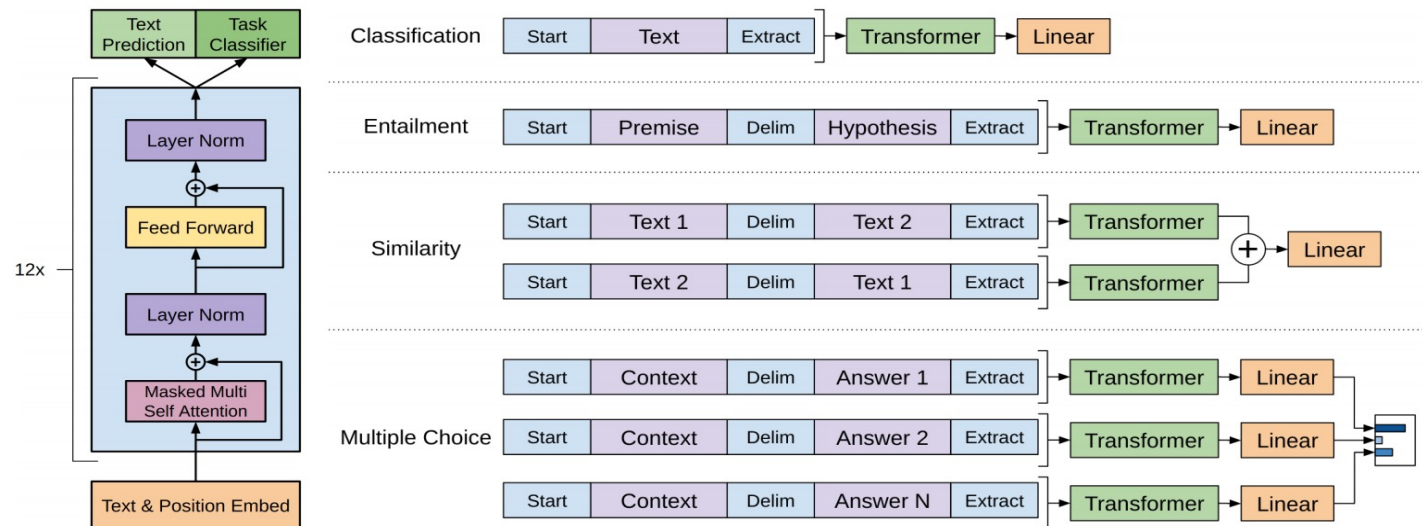 Text
Prediction
Task
Classifier
Layer Norm
+
Feed Forward
12x
Layer Norm
+
Masked Multi
Self Attention
Text & Position Embed
Classification
Start Text Extract Transformer Linear
Entailment
Start Premise Delim Hypothesis Extract Transformer Linear
Similarity
Start Text 1 Delim Text 2 Extract Transformer
+ Linear
Start Text 2 Delim Text 1 Extract Transformer
Multiple Choice
Start Context Delim Answer 1 Extract Transformer Linear
Start Context Delim Answer 2 Extract Transformer Linear
Start Context Delim Answer N Extract Transformer Linear